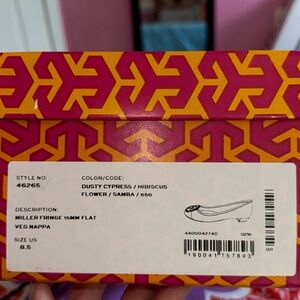 STYLE NO.
46265
COLOR/CODE:
DUSTY CYPRESS / HIBISCUS
FLOWER / SAMBA / 650
DESCRIPTION:
MILLER FRINGE 15MM FLAT
VEG NAPPA
SIZE US
8.5
4400042740
190041757893